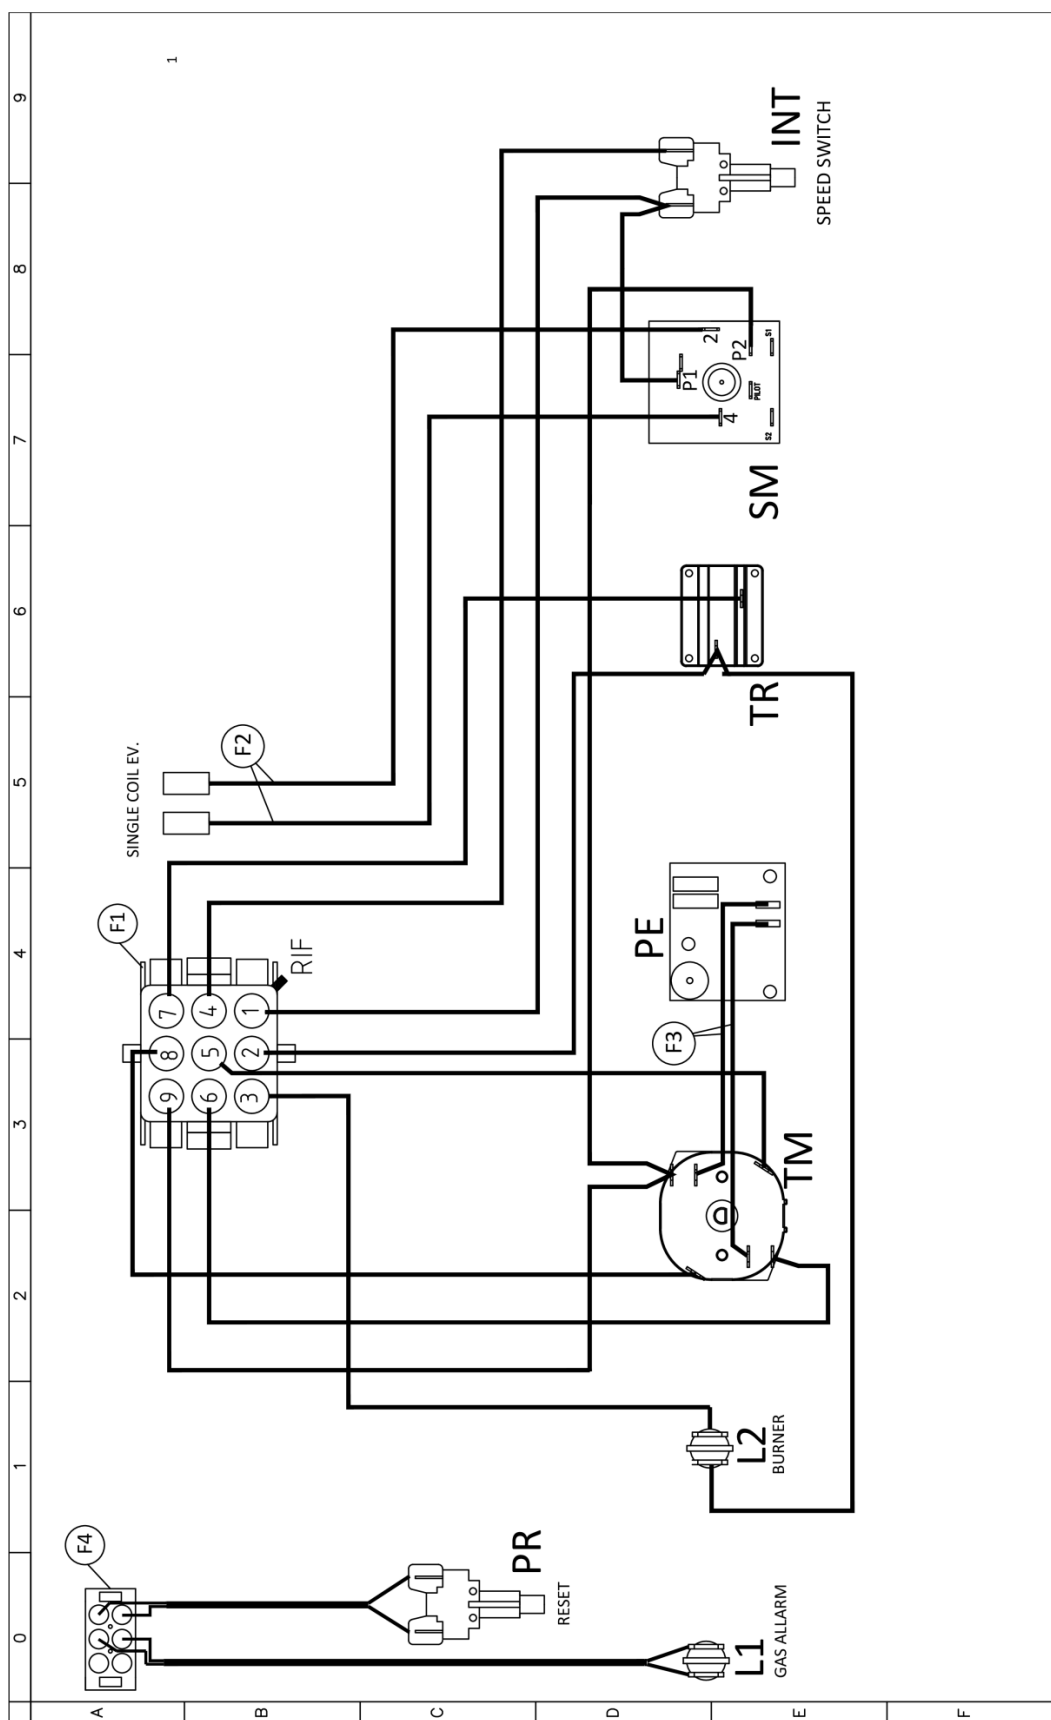 1
0
1
2
3
4
5
6
7
8
9
A
B
C
D
E
F
F4
PR
RESET
L1
GAS ALLARM
L2
BURNER
F1
9
8
7
6
5
4
3
2
1
RIF
TM
F3
PE
SINGLE COIL EV.
F2
TR
SM
S2
4
PILOT
P1
P2
S1
2
INT
SPEED SWITCH